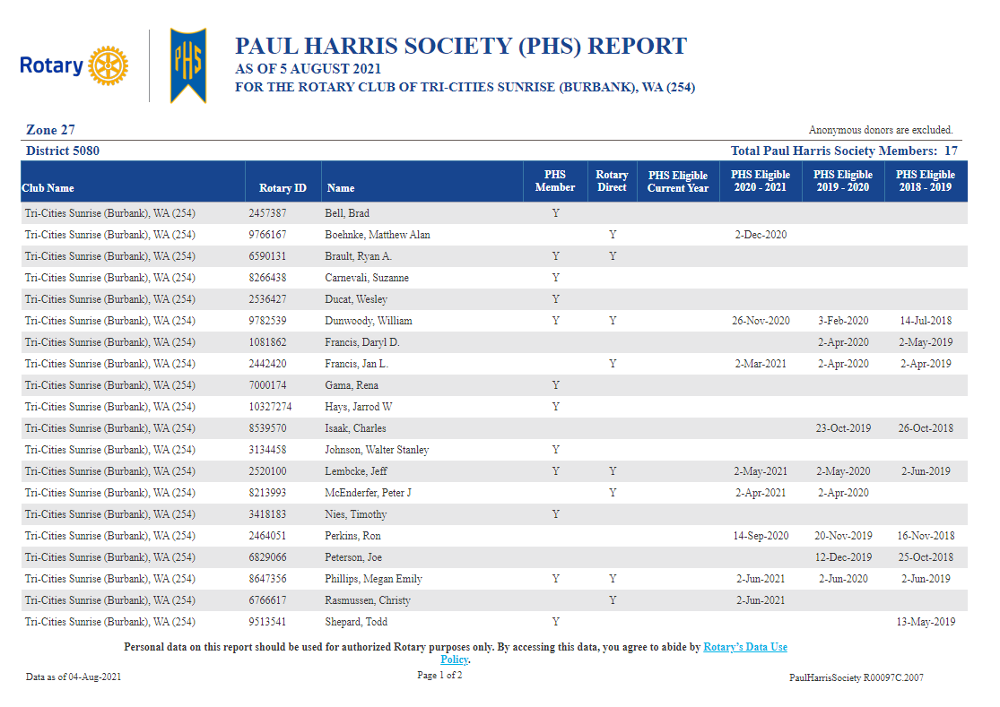 Rotary
PHS
PAUL HARRIS SOCIETY (PHS) REPORT
AS OF 5 AUGUST 2021
FOR THE ROTARY CLUB OF TRI-CITIES SUNRISE (BURBANK), WA (254)
Zone 27
Anonymous donors are excluded.
District 5080 Total Paul Harris Society Members: 17
Club Name Rotary ID Name PHS Member Rotary Direct PHS Eligible Current Year PHS Eligible 2020 - 2021 PHS Eligible 2019 - 2020 PHS Eligible 2018 - 2019
Tri-Cities Sunrise (Burbank), WA (254) 2457387 Bell, Brad Y
Tri-Cities Sunrise (Burbank), WA (254) 9766167 Boehnke, Matthew Alan Y 2-Dec-2020
Tri-Cities Sunrise (Burbank), WA (254) 6590131 Brault, Ryan A. Y Y
Tri-Cities Sunrise (Burbank), WA (254) 8266438 Carnevali, Suzanne Y
Tri-Cities Sunrise (Burbank), WA (254) 2536427 Ducat, Wesley Y
Tri-Cities Sunrise (Burbank), WA (254) 9782539 Dunwoody, William Y Y 26-Nov-2020 3-Feb-2020 14-Jul-2018
Tri-Cities Sunrise (Burbank), WA (254) 1081862 Francis, Daryl D. 2-Apr-2020 2-May-2019
Tri-Cities Sunrise (Burbank), WA (254) 2442420 Francis, Jan L. Y 2-Mar-2021 2-Apr-2020 2-Apr-2019
Tri-Cities Sunrise (Burbank), WA (254) 7000174 Gama, Rena Y
Tri-Cities Sunrise (Burbank), WA (254) 10327274 Hays, Jarrod W Y
Tri-Cities Sunrise (Burbank), WA (254) 8539570 Isaak, Charles 23-Oct-2019 26-Oct-2018
Tri-Cities Sunrise (Burbank), WA (254) 3134458 Johnson, Walter Stanley Y
Tri-Cities Sunrise (Burbank), WA (254) 2520100 Lembcke, Jeff Y Y 2-May-2021 2-May-2020 2-Jun-2019
Tri-Cities Sunrise (Burbank), WA (254) 8213993 McEnderfer, Peter J Y 2-Apr-2021 2-Apr-2020
Tri-Cities Sunrise (Burbank), WA (254) 3418183 Nies, Timothy Y
Tri-Cities Sunrise (Burbank), WA (254) 2464051 Perkins, Ron 14-Sep-2020 20-Nov-2019 16-Nov-2018
Tri-Cities Sunrise (Burbank), WA (254) 6829066 Peterson, Joe 12-Dec-2019 25-Oct-2018
Tri-Cities Sunrise (Burbank), WA (254) 8647356 Phillips, Megan Emily Y Y 2-Jun-2021 2-Jun-2020 2-Jun-2019
Tri-Cities Sunrise (Burbank), WA (254) 6766617 Rasmussen, Christy Y 2-Jun-2021
Tri-Cities Sunrise (Burbank), WA (254) 9513541 Shepard, Todd Y 13-May-2019
Personal data on this report should be used for authorized Rotary purposes only. By accessing this data, you agree to abide by Rotary's Data Use
Policy.
Data as of 04-Aug-2021 Page 1 of 2 PaulHarrisSociety R00097C.2007